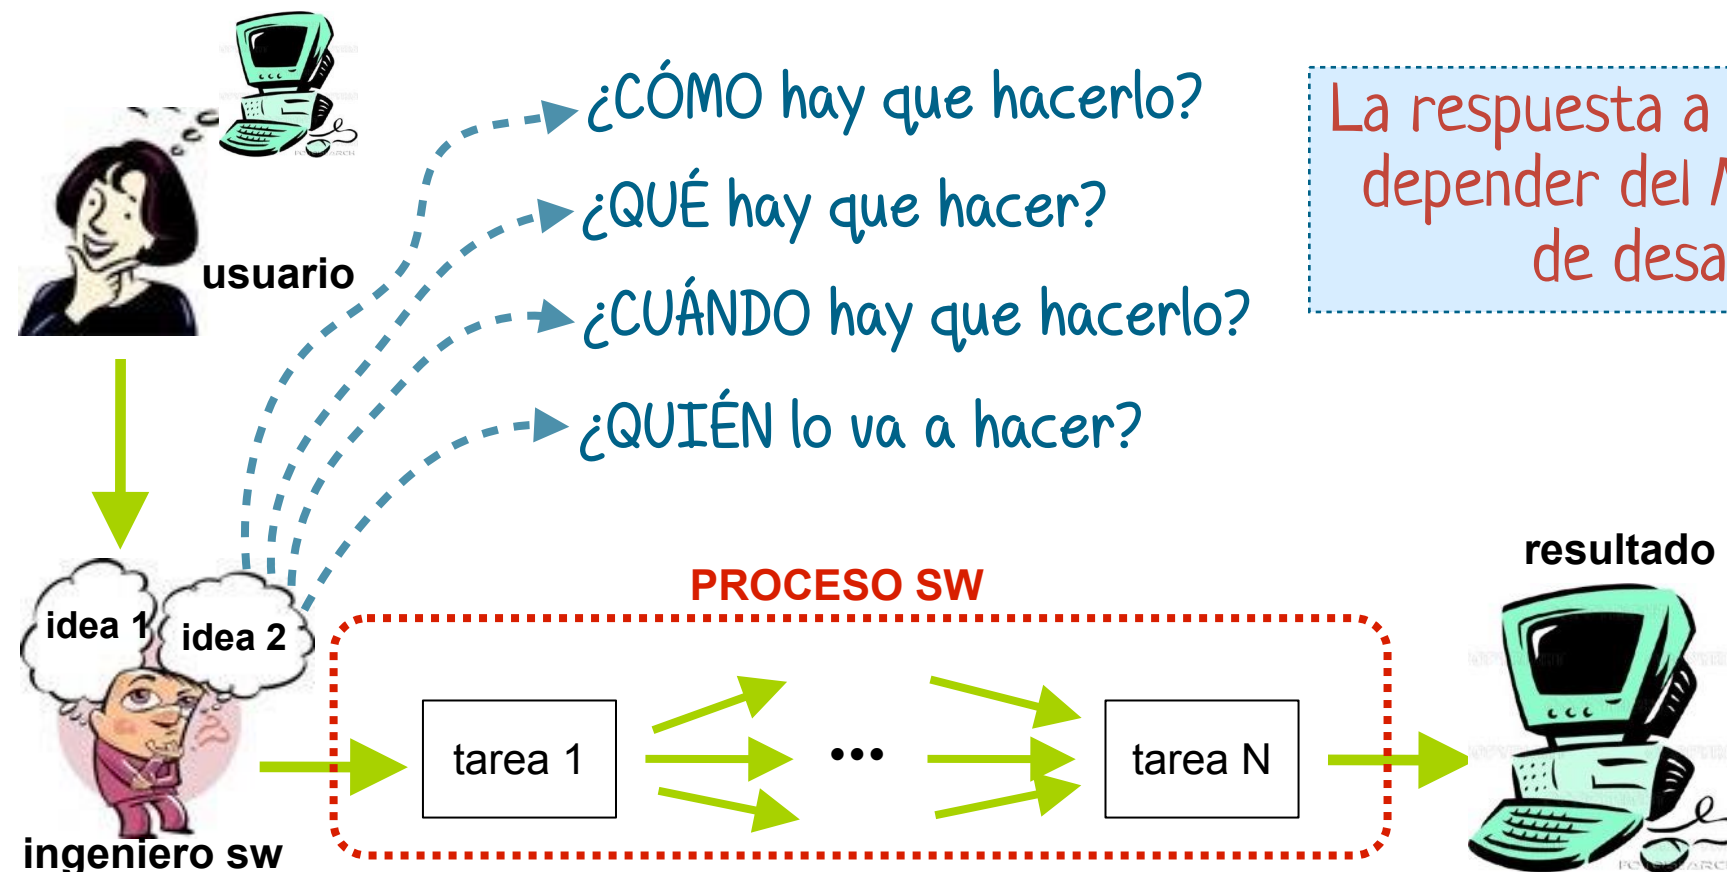 ¿CÓMO hay que hacerlo?
¿QUÉ hay que hacer?
¿CUÁNDO hay que hacerlo?
¿QUIÉN lo va a hacer?
La respuesta a
depender del
de
usuario
idea 1
idea 2
ingeniero sw
PROCESO SW
tarea 1
•••
tarea N
resultado